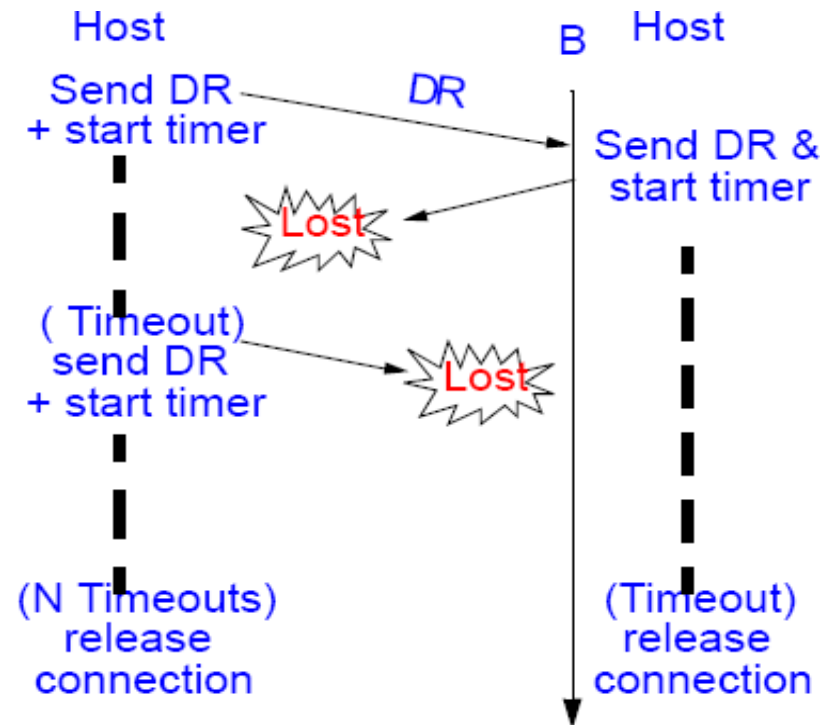 Host
B Host
Send DR
+ start timer
DR
Send DR &
start timer
Lost
( Timeout)
send DR
+ start timer
Lost
(N Timeouts)
release
connection
(Timeout)
release
connection